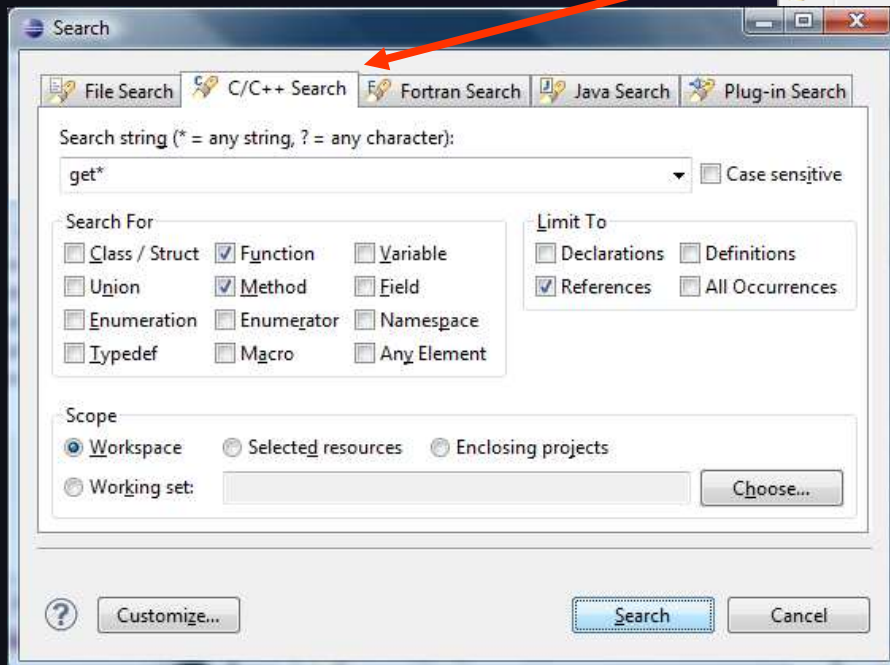 Search
File Search C/C++ Search Fortran Search Java Search Plug-in Search
Search string (* = any string, ? = any character):
get* Case sensitive
Search For Limit To
Class / Struct Function Variable Declarations Definitions
Union Method Field References All Occurrences
Enumeration Enumerator Namespace
Typedef Macro Any Element
Scope
Workspace Selected resources Enclosing projects
Working set: Choose...
? Customize... Search Cancel